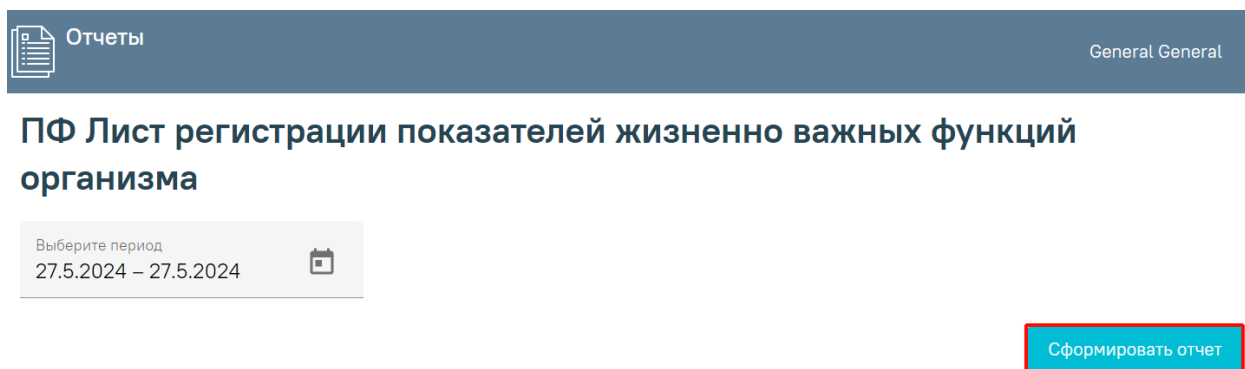 Отчеты
General General
ПФ Лист регистрации показателей жизненно важных функций
организма
Выберите период
27.5.2024 – 27.5.2024
Сформировать отчет